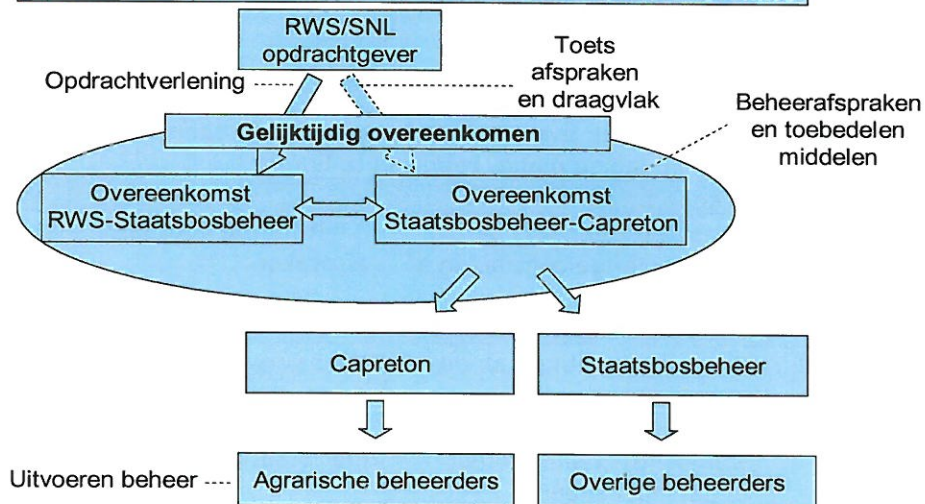 RWS/SNL
opdrachtgever
Opdrachtverlening
Toets
afspraken
en draagvlak
Beheerafspraken
en toebedelen
middelen
Gelijktijdig overeenkomen
Overeenkomst
RWS-Staatsbosbeheer
Overeenkomst
Staatsbosbeheer-Capreton
Capreton
Staatsbosbeheer
Uitvoeren beheer
Agrarische beheerders
Overige beheerders